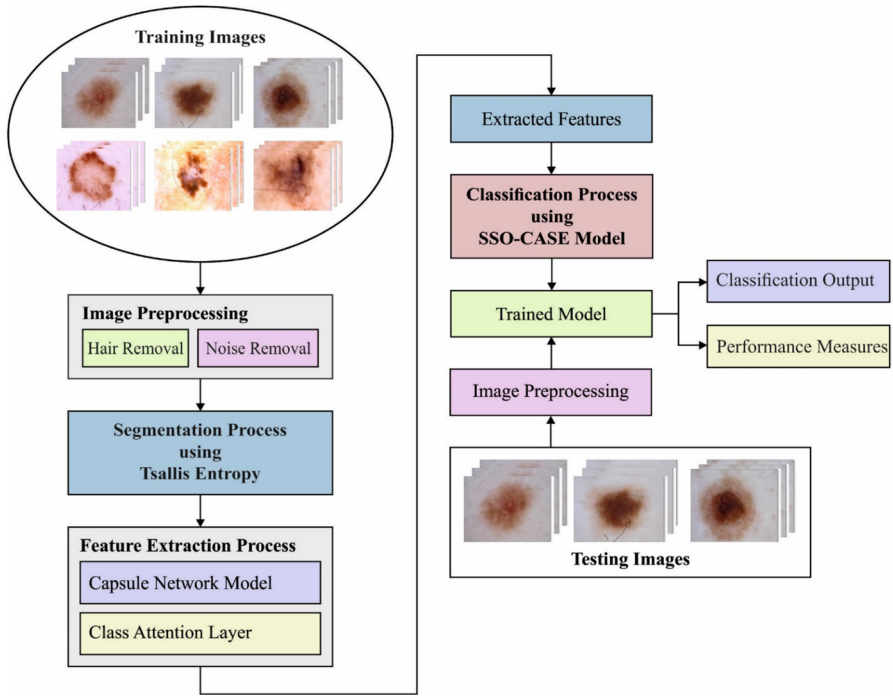 Training Images
Image Preprocessing
Hair Removal
Noise Removal
Segmentation Process
using
Tsallis Entropy
Feature Extraction Process
Capsule Network Model
Class Attention Layer
Extracted Features
Classification Process
using
SSO-CASE Model
Trained Model
Classification Output
Performance Measures
Image Preprocessing
Testing Images